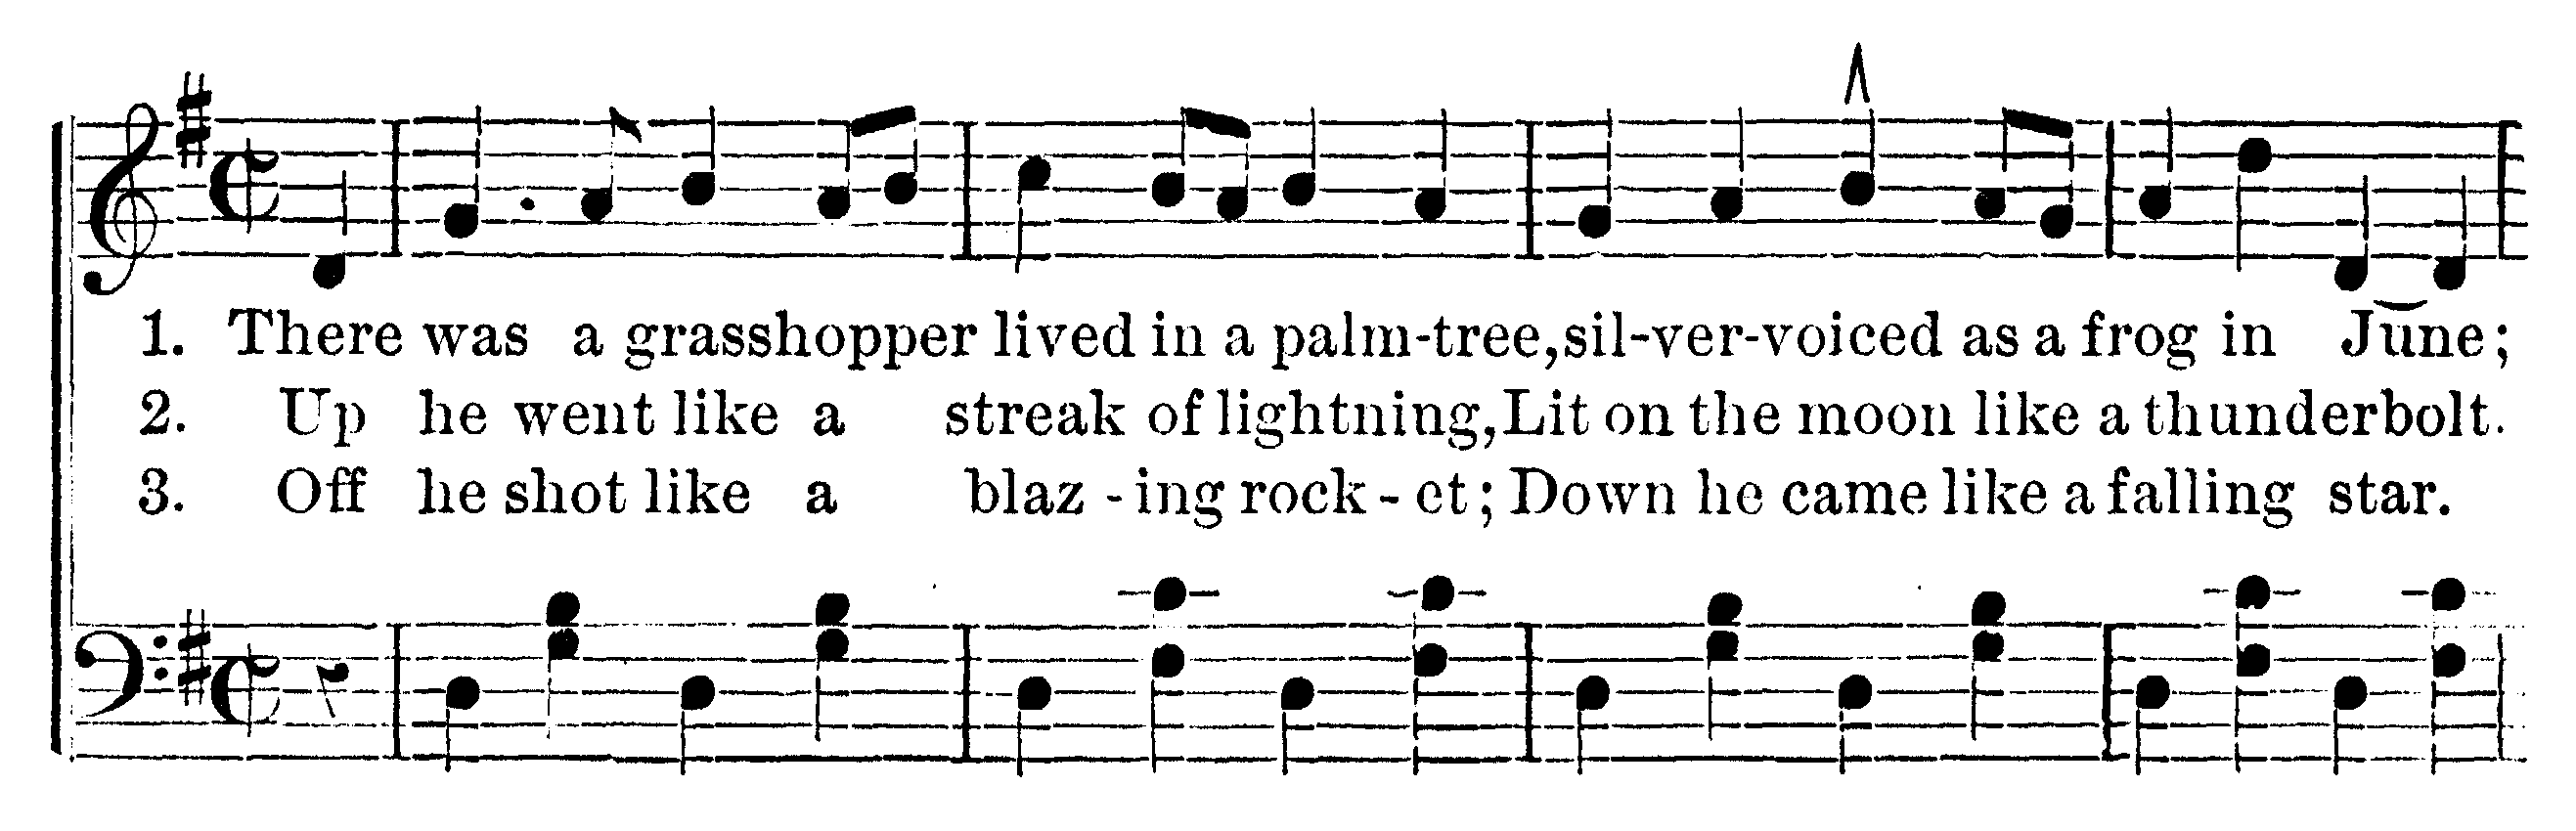 1. There was a grasshopper lived in a palm-tree, sil-ver-voiced as a frog in June;
2. Up he went like a streak of lightning, Lit on the moon like a thunderbolt.
3. Off he shot like a blaz - ing rock - et; Down he came like a falling star.